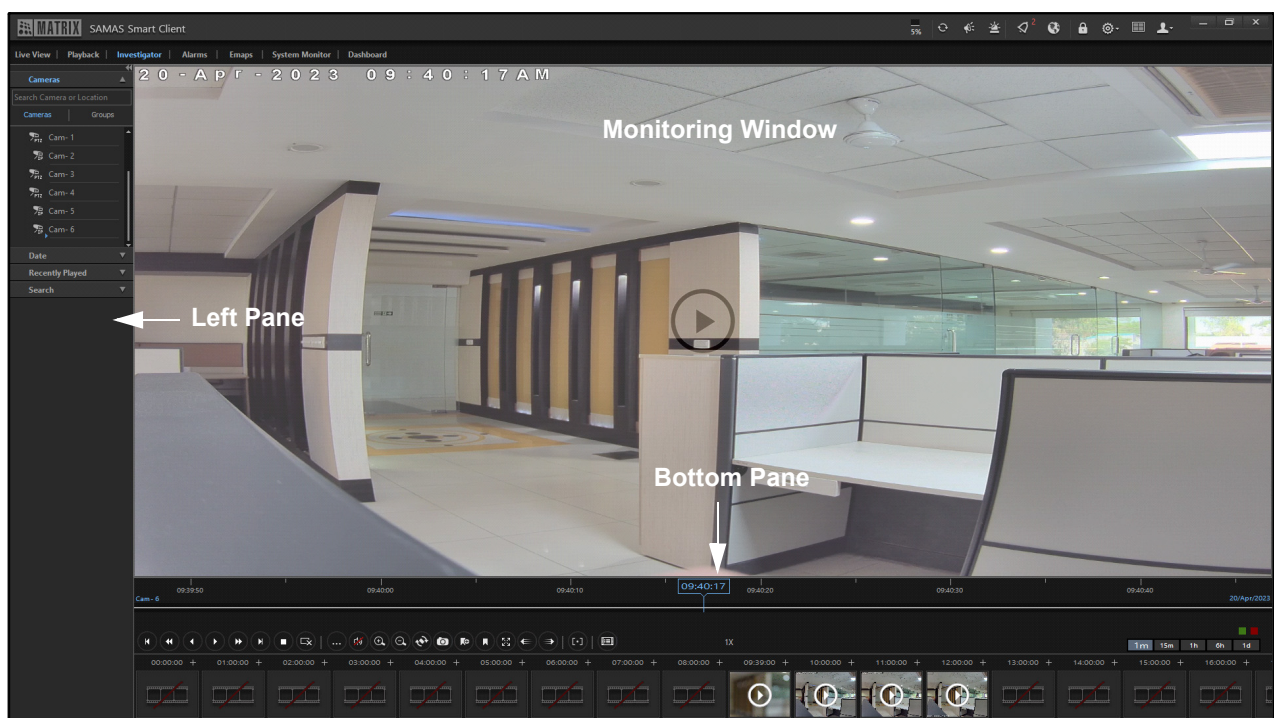 MATRIX SAMAS Smart Client
5%
2
Live View | Playback | Investigator | Alarms | Emaps | System Monitor | Dashboard
Cameras
20-Apr-2023 09:40:17AM
Search Camera or Location
Cameras | Groups
Monitoring Window
Cam- 1
Cam- 2
Cam- 3
Cam- 4
Cam- 5
Cam- 6
Date
Recently Played
Search
Left Pane
Bottom Pane
09:39:50 09:40:00 09:40:10 09:40:17 09:40:20 09:40:30 09:40:40
Cam- 6 20/Apr/2023
1X
1m 15m 1h 6h 1d
00:00:00 + 01:00:00 + 02:00:00 + 03:00:00 + 04:00:00 + 05:00:00 + 06:00:00 + 07:00:00 + 08:00:00 + 09:39:00 + 10:00:00 + 11:00:00 + 12:00:00 + 13:00:00 + 14:00:00 + 15:00:00 + 16:00:00 +